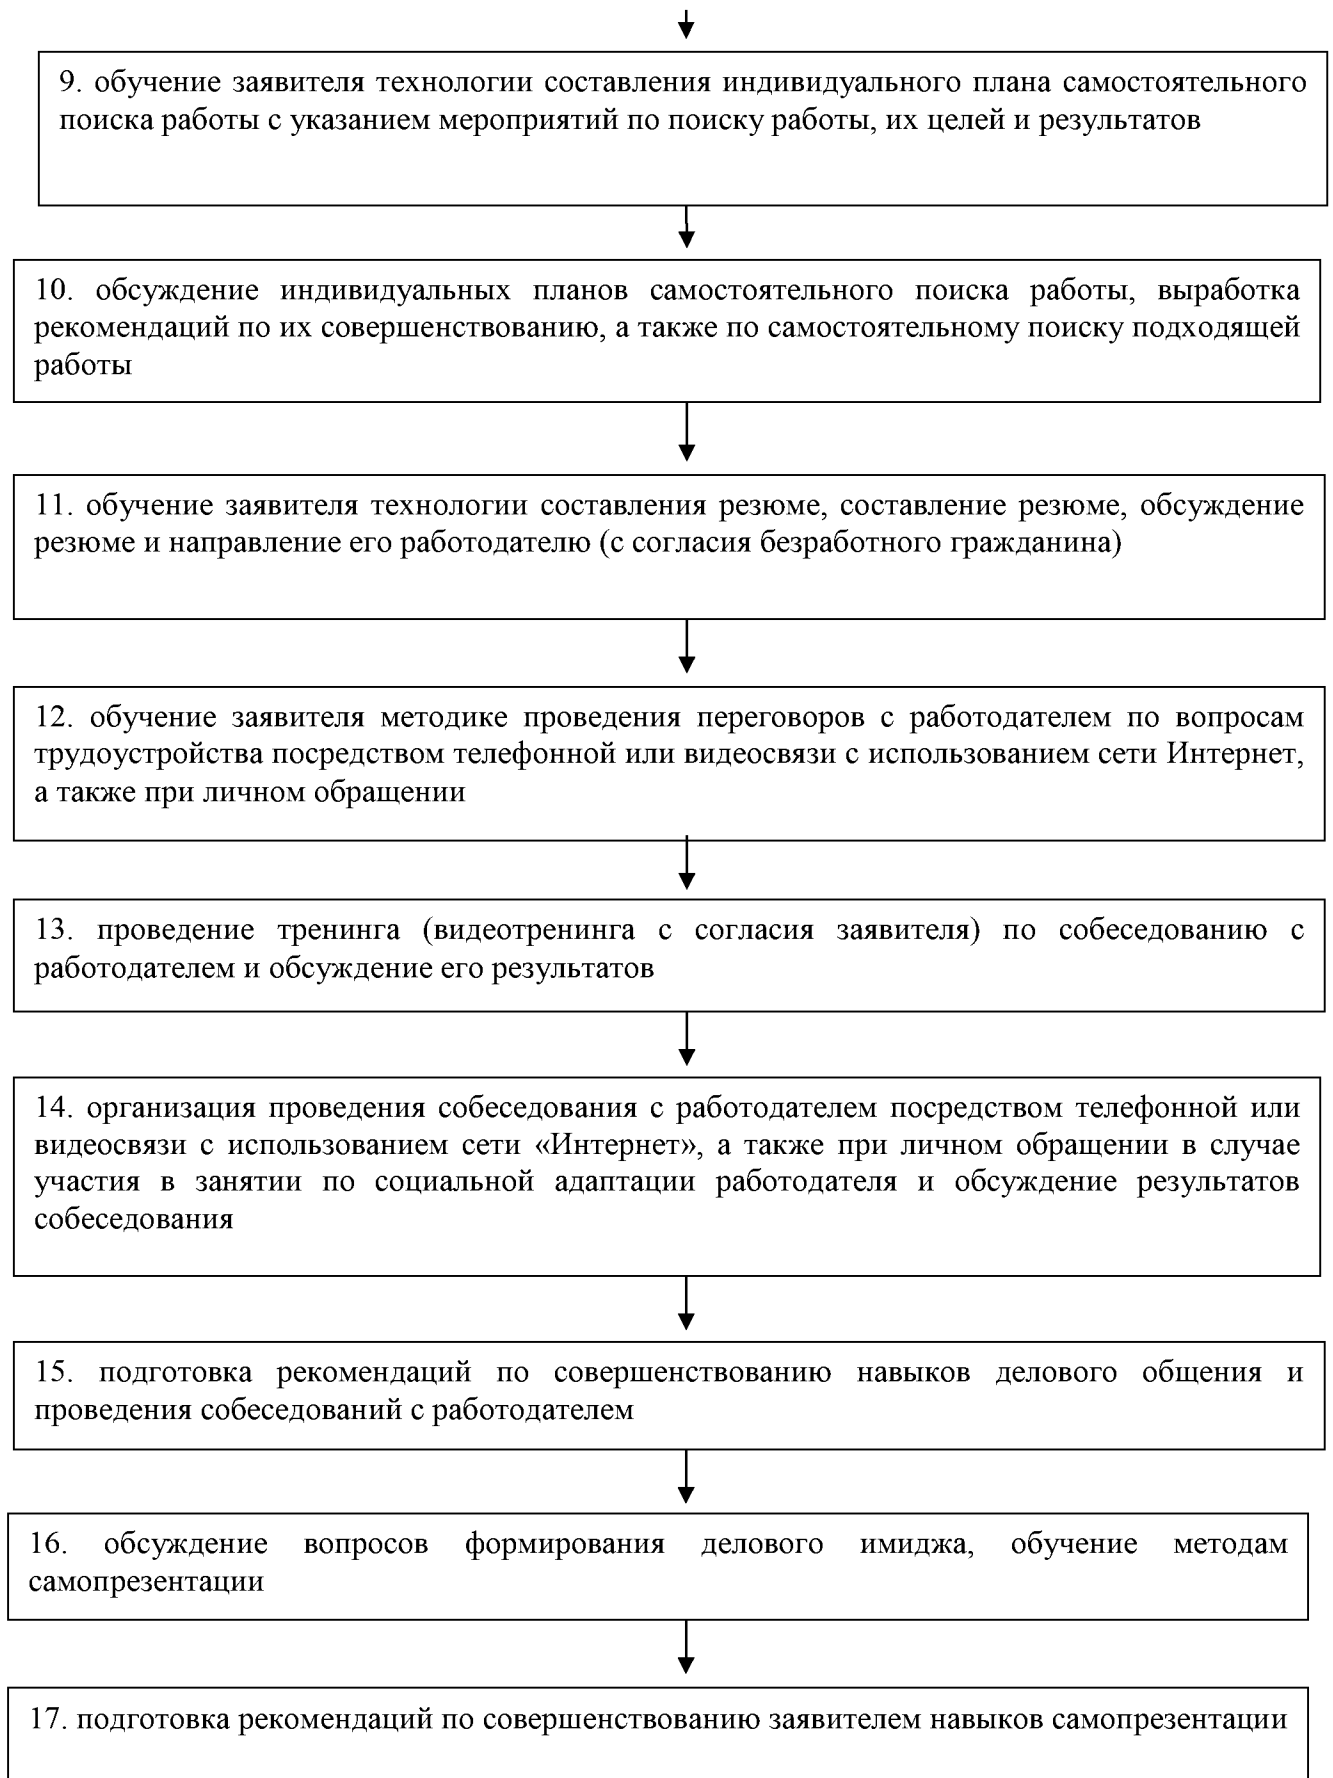 9. обучение заявителя технологии составления индивидуального плана самостоятельного
поиска работы с указанием мероприятий по поиску работы, их целей и результатов
10. обсуждение индивидуальных планов самостоятельного поиска работы, выработка
рекомендаций по их совершенствованию, а также по самостоятельному поиску подходящей
работы
11. обучение заявителя технологии составления резюме, составление резюме, обсуждение
резюме и направление его работодателю (с согласия безработного гражданина)
12. обучение заявителя методике проведения переговоров с работодателем по вопросам
трудоустройства посредством телефонной или видеосвязи с использованием сети Интернет,
а также при личном обращении
13. проведение тренинга (видеотренинга с согласия заявителя) по собеседованию с
работодателем и обсуждение его результатов
14. организация проведения собеседования с работодателем посредством телефонной или
видеосвязи с использованием сети «Интернет», а также при личном обращении в случае
участия в занятии по социальной адаптации работодателя и обсуждение результатов
собеседования
15. подготовка рекомендаций по совершенствованию навыков делового общения и
проведения собеседований с работодателем
16. обсуждение вопросов формирования делового имиджа, обучение методам
самопрезентации
17. подготовка рекомендаций по совершенствованию заявителем навыков самопрезентации